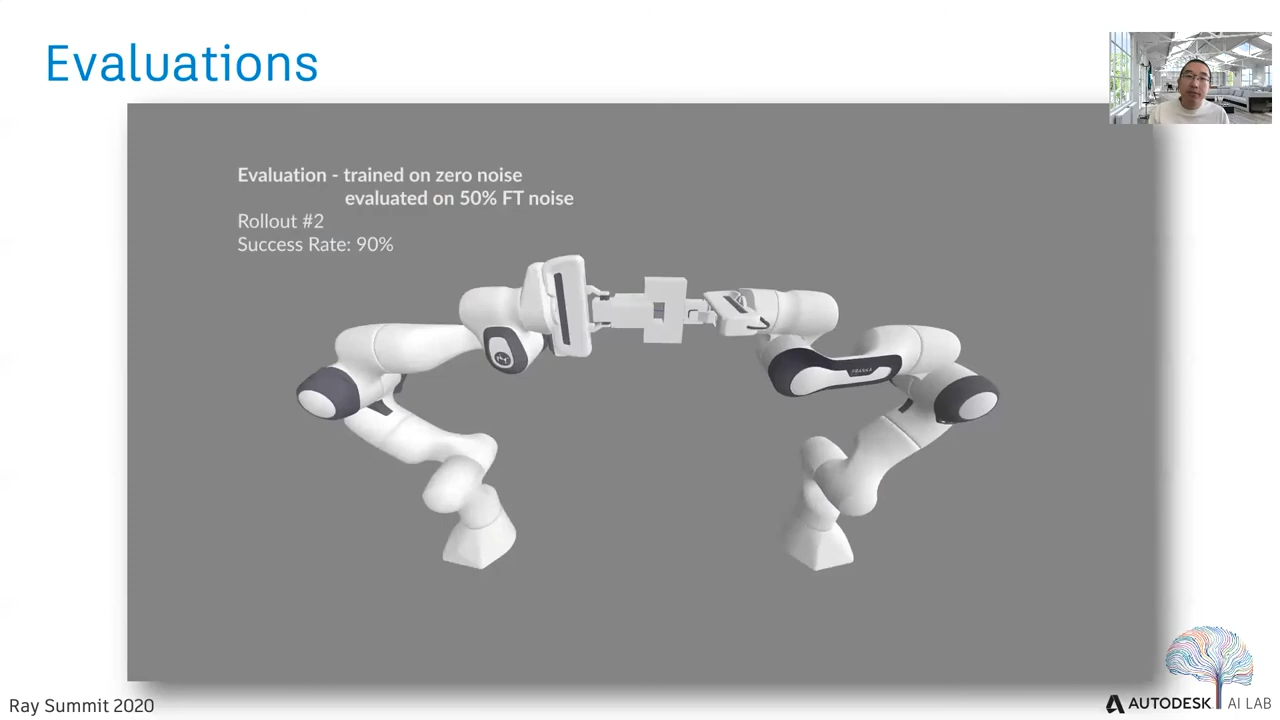 Evaluations
Evaluation - trained on zero noise
evaluated on 50% FT noise
Rollout #2
Success Rate: 90%
FRANKA
Ray Summit 2020
AUTODESK AI LAB